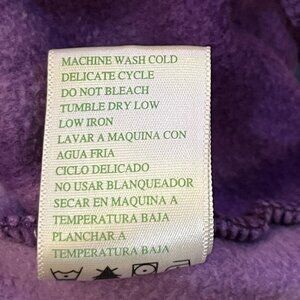 MACHINE WASH COLD
DELICATE CYCLE
DO NOT BLEACH
TUMBLE DRY LOW
LOW IRON
LAVAR A MAQUINA CON
AGUA FRIA
CICLO DELICADO
NO USAR BLANQUEADOR
SECAR EN MAQUINA A
TEMPERATURA BAJA
PLANCHAR A
TEMPERATURA BAJA